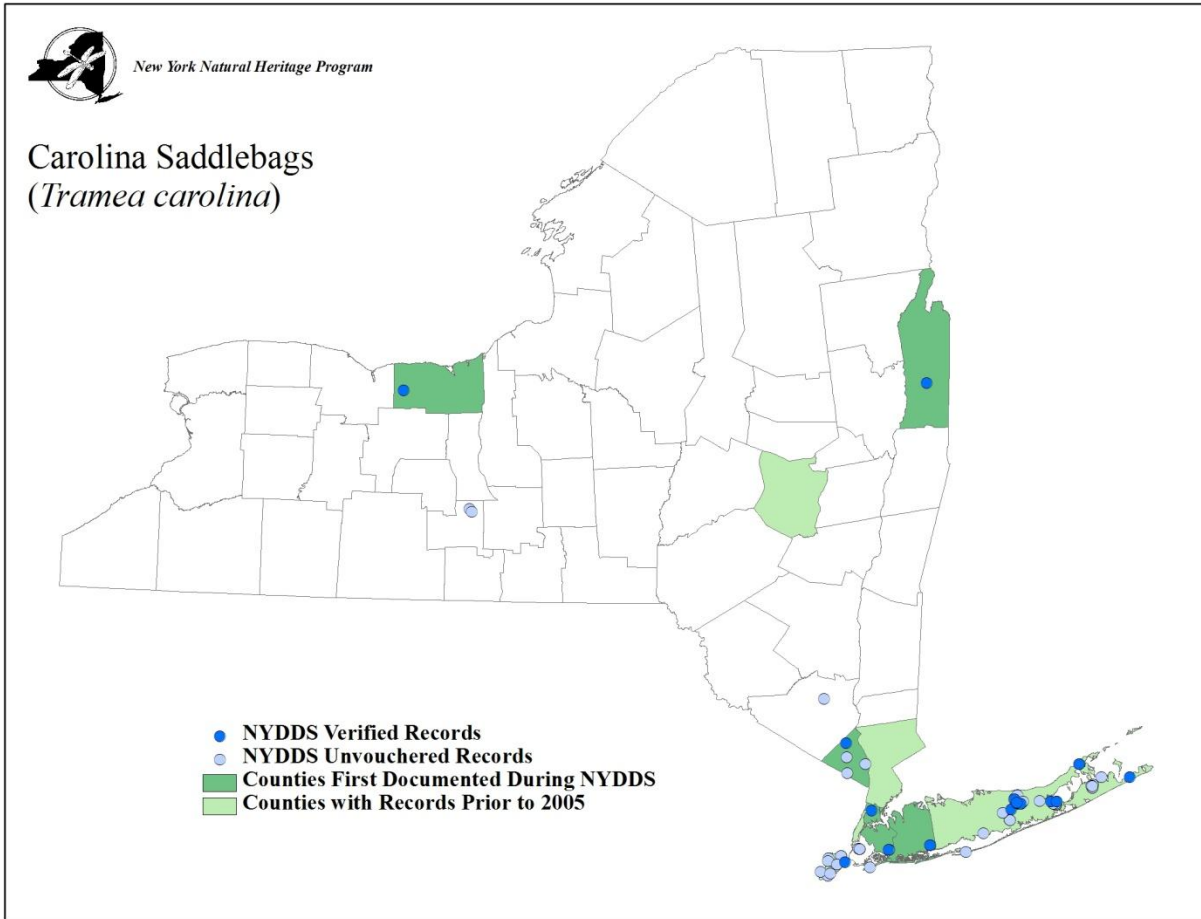 New York Natural Heritage Program
Carolina Saddlebags
(Tramea carolina)
NYDDS Verified Records
NYDDS Unvouchered Records
Counties First Documented During NYDDS
Counties with Records Prior to 2005